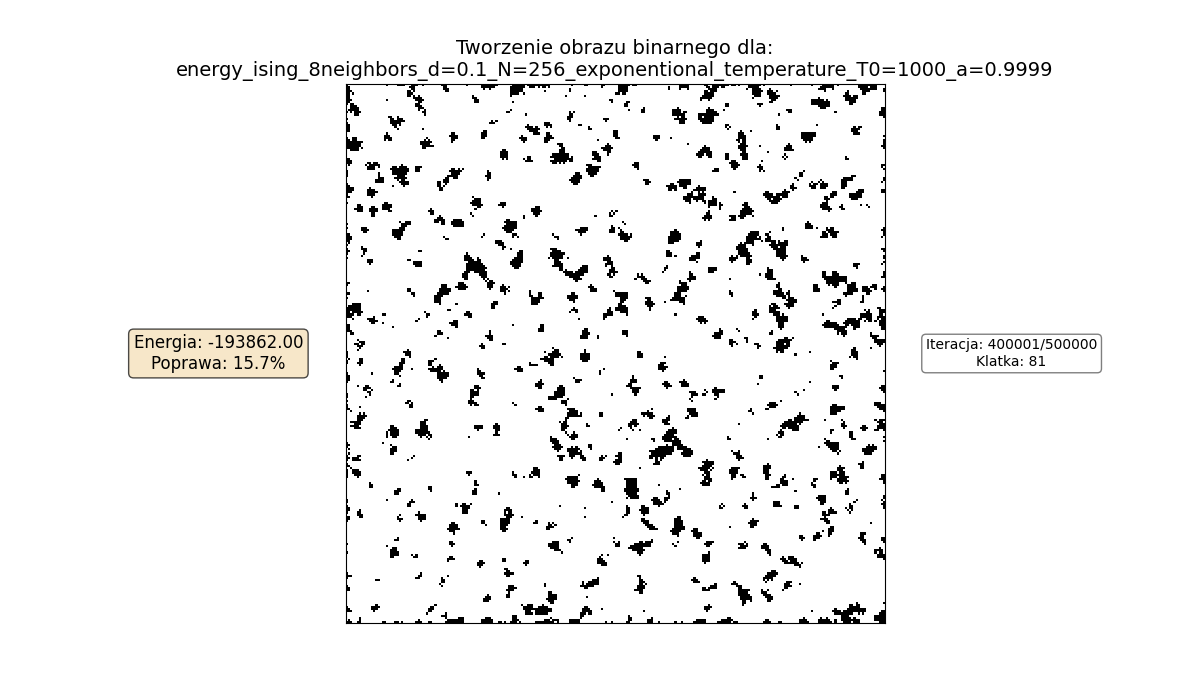 Tworzenie obrazu binarnego dla:
energy_ising_8neighbors_d=0.1_N=256_exponentional_temperature_T0=1000_a=0.9999
Energia: -193862.00
Poprawa: 15.7%
Iteracja: 400001/500000
Klatka: 81